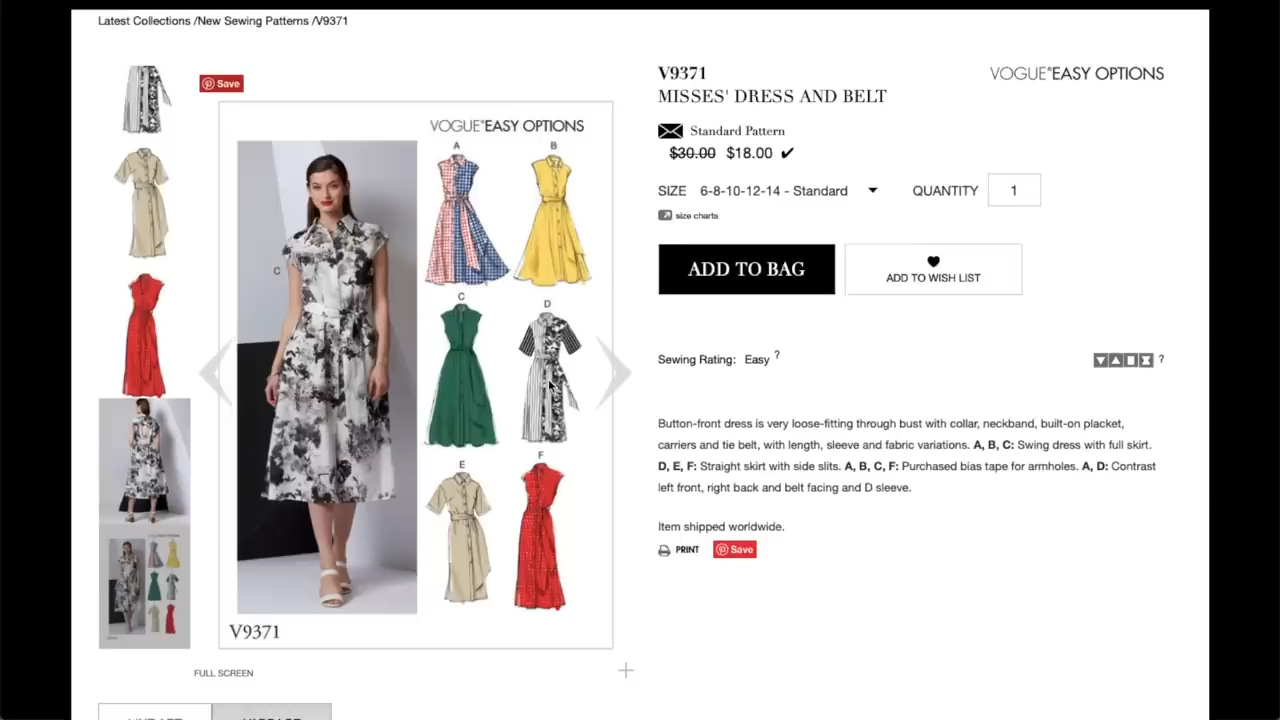 Latest Collections /New Sewing Patterns /V9371
Save
VOGUE®EASY OPTIONS
A
B
C
C
D
E
F
V9371
FULL SCREEN
V9371
VOGUE®EASY OPTIONS
MISSES' DRESS AND BELT
Standard Pattern
$30.00 $18.00 ✔
SIZE 6-8-10-12-14 - Standard QUANTITY 1
size charts
ADD TO BAG
ADD TO WISH LIST
Sewing Rating: Easy ?
?
Button-front dress is very loose-fitting through bust with collar, neckband, built-on placket,
carriers and tie belt, with length, sleeve and fabric variations. A, B, C: Swing dress with full skirt.
D, E, F: Straight skirt with side slits. A, B, C, F: Purchased bias tape for armholes. A, D: Contrast
left front, right back and belt facing and D sleeve.
Item shipped worldwide.
PRINT Save